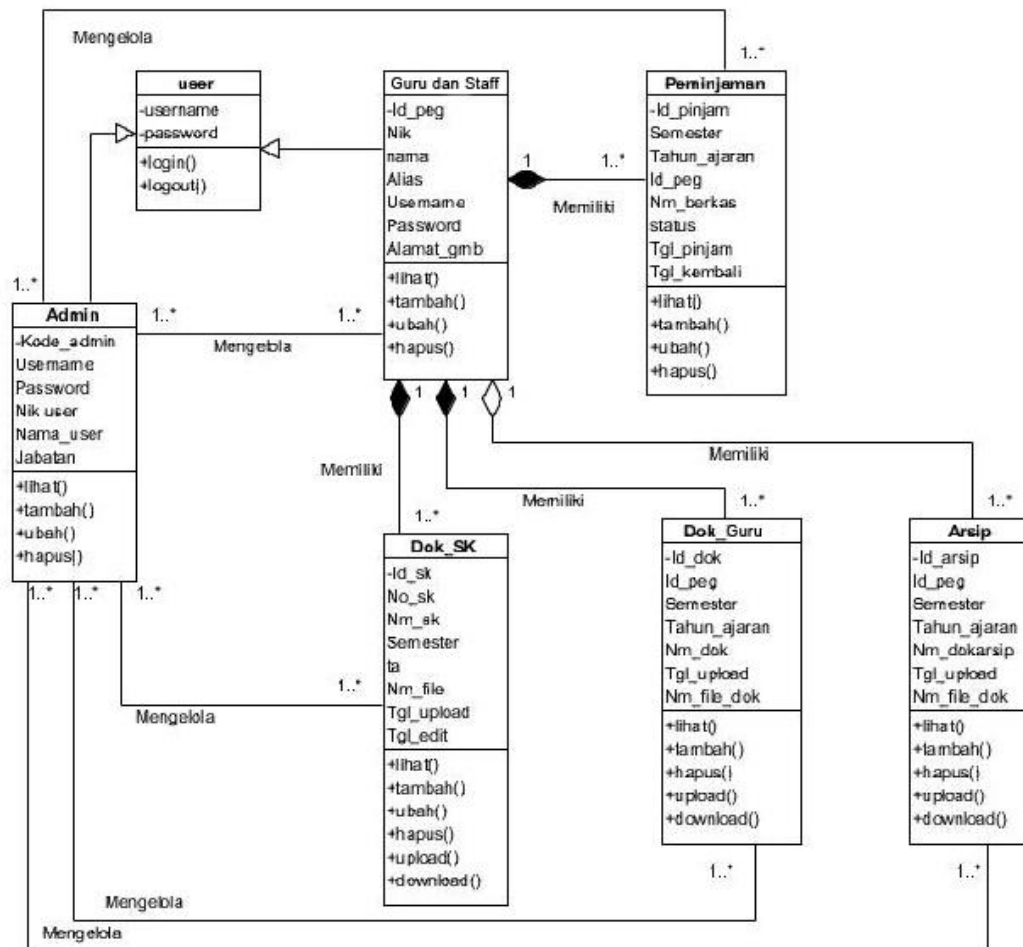 Mengelola
1..*
user
-username
-password
+login()
+logout()
Guru dan Staff
-Id_peg
Nik
nama
Alias
Username
Password
Alamat_gmb
+lihat()
+tambah()
+ubah()
+hapus()
Peminjaman
-Id_pinjam
Semester
Tahun_ajaran
Id_peg
Nm_berkas
status
Tgl_pinjam
Tgl_kembali
+lihat()
+tambah()
+ubah()
+hapus()
1
1..*
Memiliki
1..*
Admin
-Kode_admin
Username
Password
Nik user
Nama_user
Jabatan
+lihat()
+tambah()
+ubah()
+hapus()
1..*
1..*
Mengelola
1
1
1
Memiliki
Memiliki
Memiliki
1..*
1..*
1..*
Dok_SK
-Id_sk
No_sk
Nm_sk
Semester
ta
Nm_file
Tgl_upload
Tgl_edit
+lihat()
+tambah()
+ubah()
+hapus()
+upload()
+download()
Dok_Guru
-Id_dok
Id_peg
Semester
Tahun_ajaran
Nm_dok
Tgl_upload
Nm_file_dok
+lihat()
+tambah()
+hapus()
+upload()
+download()
Arsip
-Id_arsip
Id_peg
Semester
Tahun_ajaran
Nm_dokarsip
Tgl_upload
Nm_file_dok
+lihat()
+tambah()
+hapus()
+upload()
+download()
1..*
1..*
1..*
1..*
Mengelola
1..*
1..*
Mengelola
Mengelola